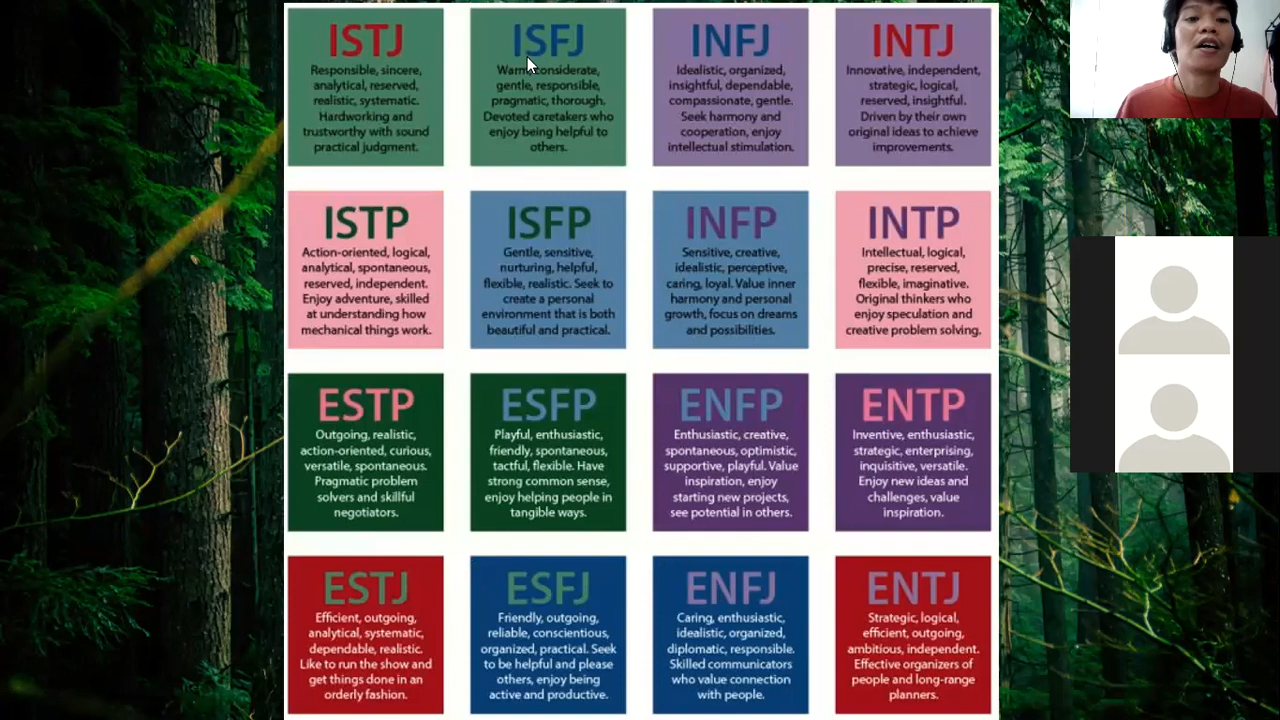 ISTJ
Responsible, sincere,
analytical, reserved,
realistic, systematic.
Hardworking and
trustworthy with sound
practical judgment.
ISFJ
Warm, considerate,
gentle, responsible,
pragmatic, thorough.
Devoted caretakers who
enjoy being helpful to
others.
INFJ
Idealistic, organized,
insightful, dependable,
compassionate, gentle.
Seek harmony and
cooperation, enjoy
intellectual stimulation.
INTJ
Innovative, independent,
strategic, logical,
reserved, insightful.
Driven by their own
original ideas to achieve
improvements.
ISTP
Action-oriented, logical,
analytical, spontaneous,
reserved, independent.
Enjoy adventure, skilled
at understanding how
mechanical things work.
ISFP
Gentle, sensitive,
nurturing, helpful,
flexible, realistic. Seek to
create a personal
environment that is both
beautiful and practical.
INFP
Sensitive, creative,
idealistic, perceptive,
caring, loyal. Value inner
harmony and personal
growth, focus on dreams
and possibilities.
INTP
Intellectual, logical,
precise, reserved,
flexible, imaginative.
Original thinkers who
enjoy speculation and
creative problem solving.
ESTP
Outgoing, realistic,
action-oriented, curious,
versatile, spontaneous.
Pragmatic problem
solvers and skillful
negotiators.
ESFP
Playful, enthusiastic,
friendly, spontaneous,
tactful, flexible. Have
strong common sense,
enjoy helping people in
tangible ways.
ENFP
Enthusiastic, creative,
spontaneous, optimistic,
supportive, playful. Value
inspiration, enjoy
starting new projects,
see potential in others.
ENTP
Inventive, enthusiastic,
strategic, enterprising,
inquisitive, versatile.
Enjoy new ideas and
challenges, value
inspiration.
ESTJ
Efficient, outgoing,
analytical, systematic,
dependable, realistic.
Like to run the show and
get things done in an
orderly fashion.
ESFJ
Friendly, outgoing,
reliable, conscientious,
organized, practical. Seek
to be helpful and please
others, enjoy being
active and productive.
ENFJ
Caring, enthusiastic,
idealistic, organized,
diplomatic, responsible.
Skilled communicators
who value connection
with people.
ENTJ
Strategic, logical,
efficient, outgoing,
ambitious, independent.
Effective organizers of
people and long-range
planners.